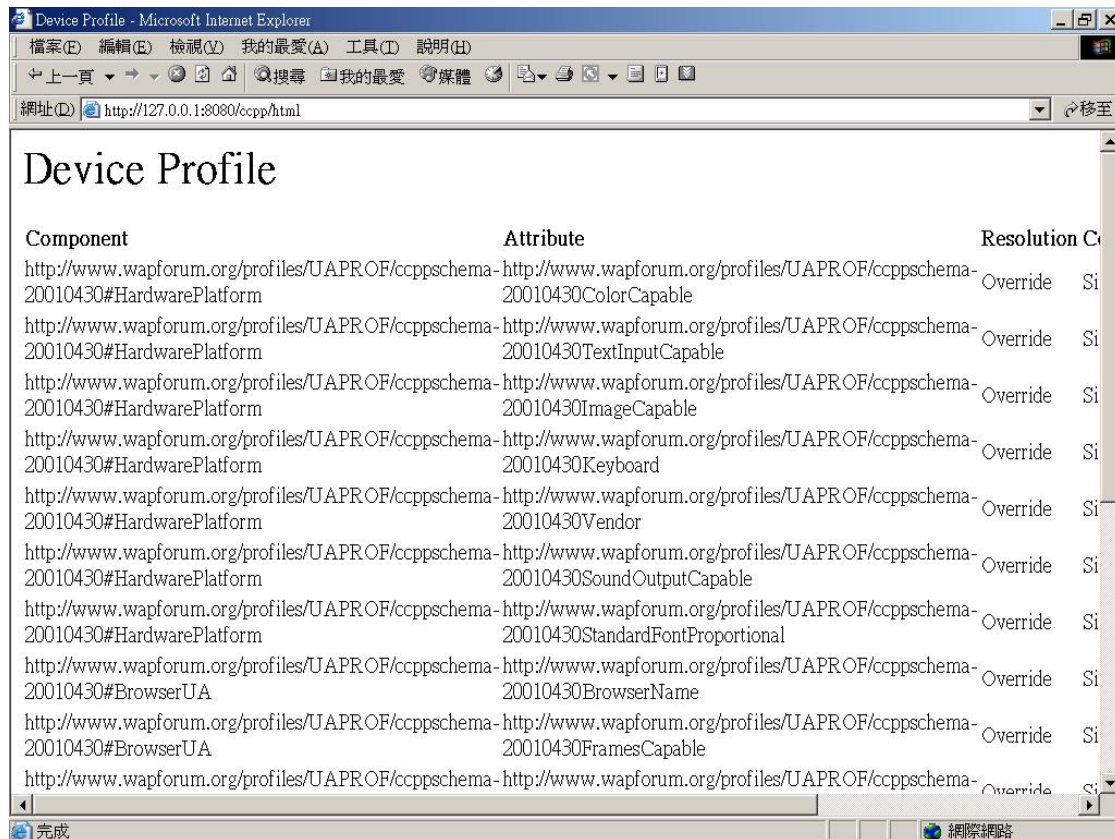 Device Profile - Microsoft Internet Explorer
檔案(F) 編輯(E) 檢視(V) 我的最愛(A) 工具(T) 說明(H)
上一頁 搜尋 我的最愛 媒體
網址(D) http://127.0.0.1:8080/ccpp/html 移至
Device Profile
Component Attribute Resolution
http://www.wapforum.org/profiles/UAPROF/ccppschema- http://www.wapforum.org/profiles/UAPROF/ccppschema-
20010430#HardwarePlatform 20010430ColorCapable Override Si
http://www.wapforum.org/profiles/UAPROF/ccppschema- http://www.wapforum.org/profiles/UAPROF/ccppschema-
20010430#HardwarePlatform 20010430TextInputCapable Override Si
http://www.wapforum.org/profiles/UAPROF/ccppschema- http://www.wapforum.org/profiles/UAPROF/ccppschema-
20010430#HardwarePlatform 20010430ImageCapable Override Si
http://www.wapforum.org/profiles/UAPROF/ccppschema- http://www.wapforum.org/profiles/UAPROF/ccppschema-
20010430#HardwarePlatform 20010430Keyboard Override Si
http://www.wapforum.org/profiles/UAPROF/ccppschema- http://www.wapforum.org/profiles/UAPROF/ccppschema-
20010430#HardwarePlatform 20010430Vendor Override Si
http://www.wapforum.org/profiles/UAPROF/ccppschema- http://www.wapforum.org/profiles/UAPROF/ccppschema-
20010430#HardwarePlatform 20010430SoundOutputCapable Override Si
http://www.wapforum.org/profiles/UAPROF/ccppschema- http://www.wapforum.org/profiles/UAPROF/ccppschema-
20010430#HardwarePlatform 20010430StandardFontProportional Override Si
http://www.wapforum.org/profiles/UAPROF/ccppschema- http://www.wapforum.org/profiles/UAPROF/ccppschema-
20010430#BrowserUA 20010430BrowserName Override Si
http://www.wapforum.org/profiles/UAPROF/ccppschema- http://www.wapforum.org/profiles/UAPROF/ccppschema-
20010430#BrowserUA 20010430FramesCapable Override Si
http://www.wapforum.org/profiles/UAPROF/ccppschema- http://www.wapforum.org/profiles/UAPROF/ccppschema- Override Si
完成 網際網路